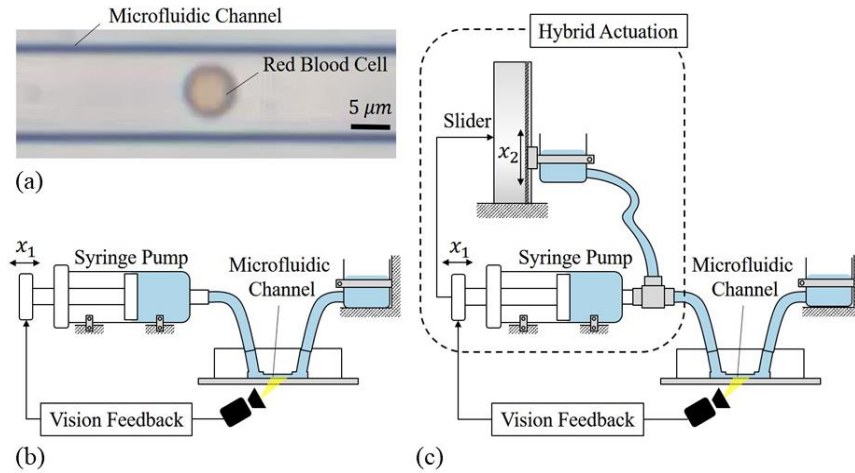 Microfluidic Channel
Red Blood Cell
5 μm
(a)
x₁
Syringe Pump
Microfluidic
Channel
Vision Feedback
(b)
Hybrid Actuation
Slider
x₂
x₁
Syringe Pump
Microfluidic
Channel
Vision Feedback
(c)